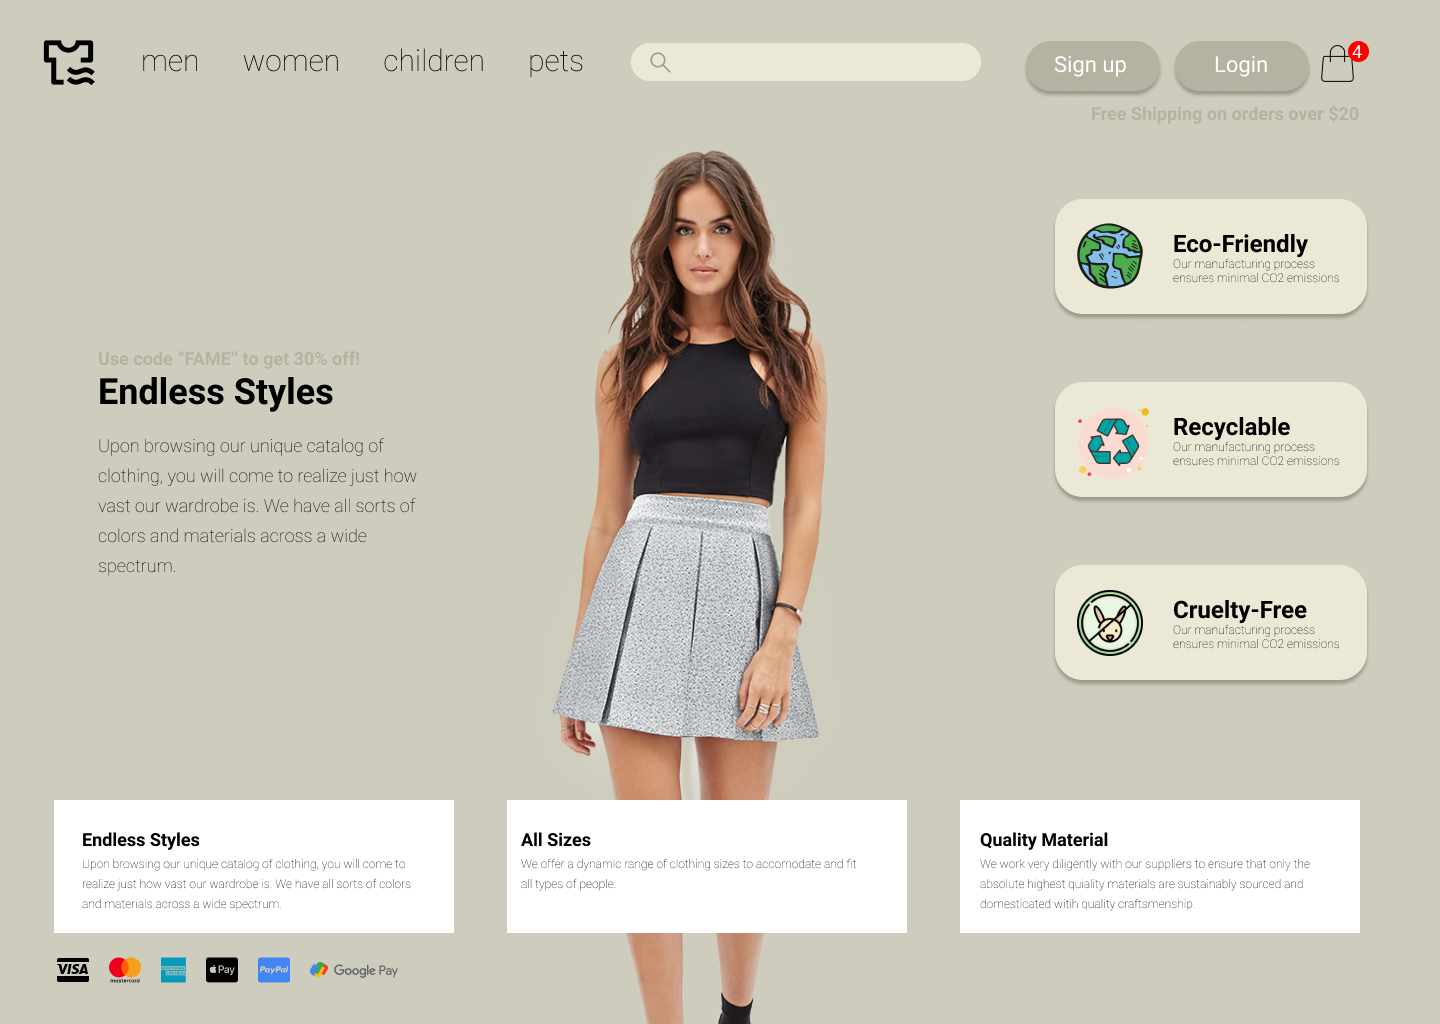 men women children pets
Sign up Login 4
Free Shipping on orders over $20
Use code “FAME” to get 30% off!
Endless Styles
Upon browsing our unique catalog of
clothing, you will come to realize just how
vast our wardrobe is. We have all sorts of
colors and materials across a wide
spectrum.
Eco-Friendly
Our manufacturing process
ensures minimal CO2 emissions
Recyclable
Our manufacturing process
ensures minimal CO2 emissions
Cruelty-Free
Our manufacturing process
ensures minimal CO2 emissions
Endless Styles
Upon browsing our unique catalog of clothing, you will come to
realize just how vast our wardrobe is. We have all sorts of colors
and materials across a wide spectrum.
All Sizes
We offer a dynamic range of clothing sizes to accomodate and fit
all types of people.
Quality Material
We work very diligently with our suppliers to ensure that only the
absolute highest quiality materials are sustainably sourced and
domesticated witih quality craftsmenship.
VISA mastercard AMERICAN EXPRESS Pay PayPal Google Pay